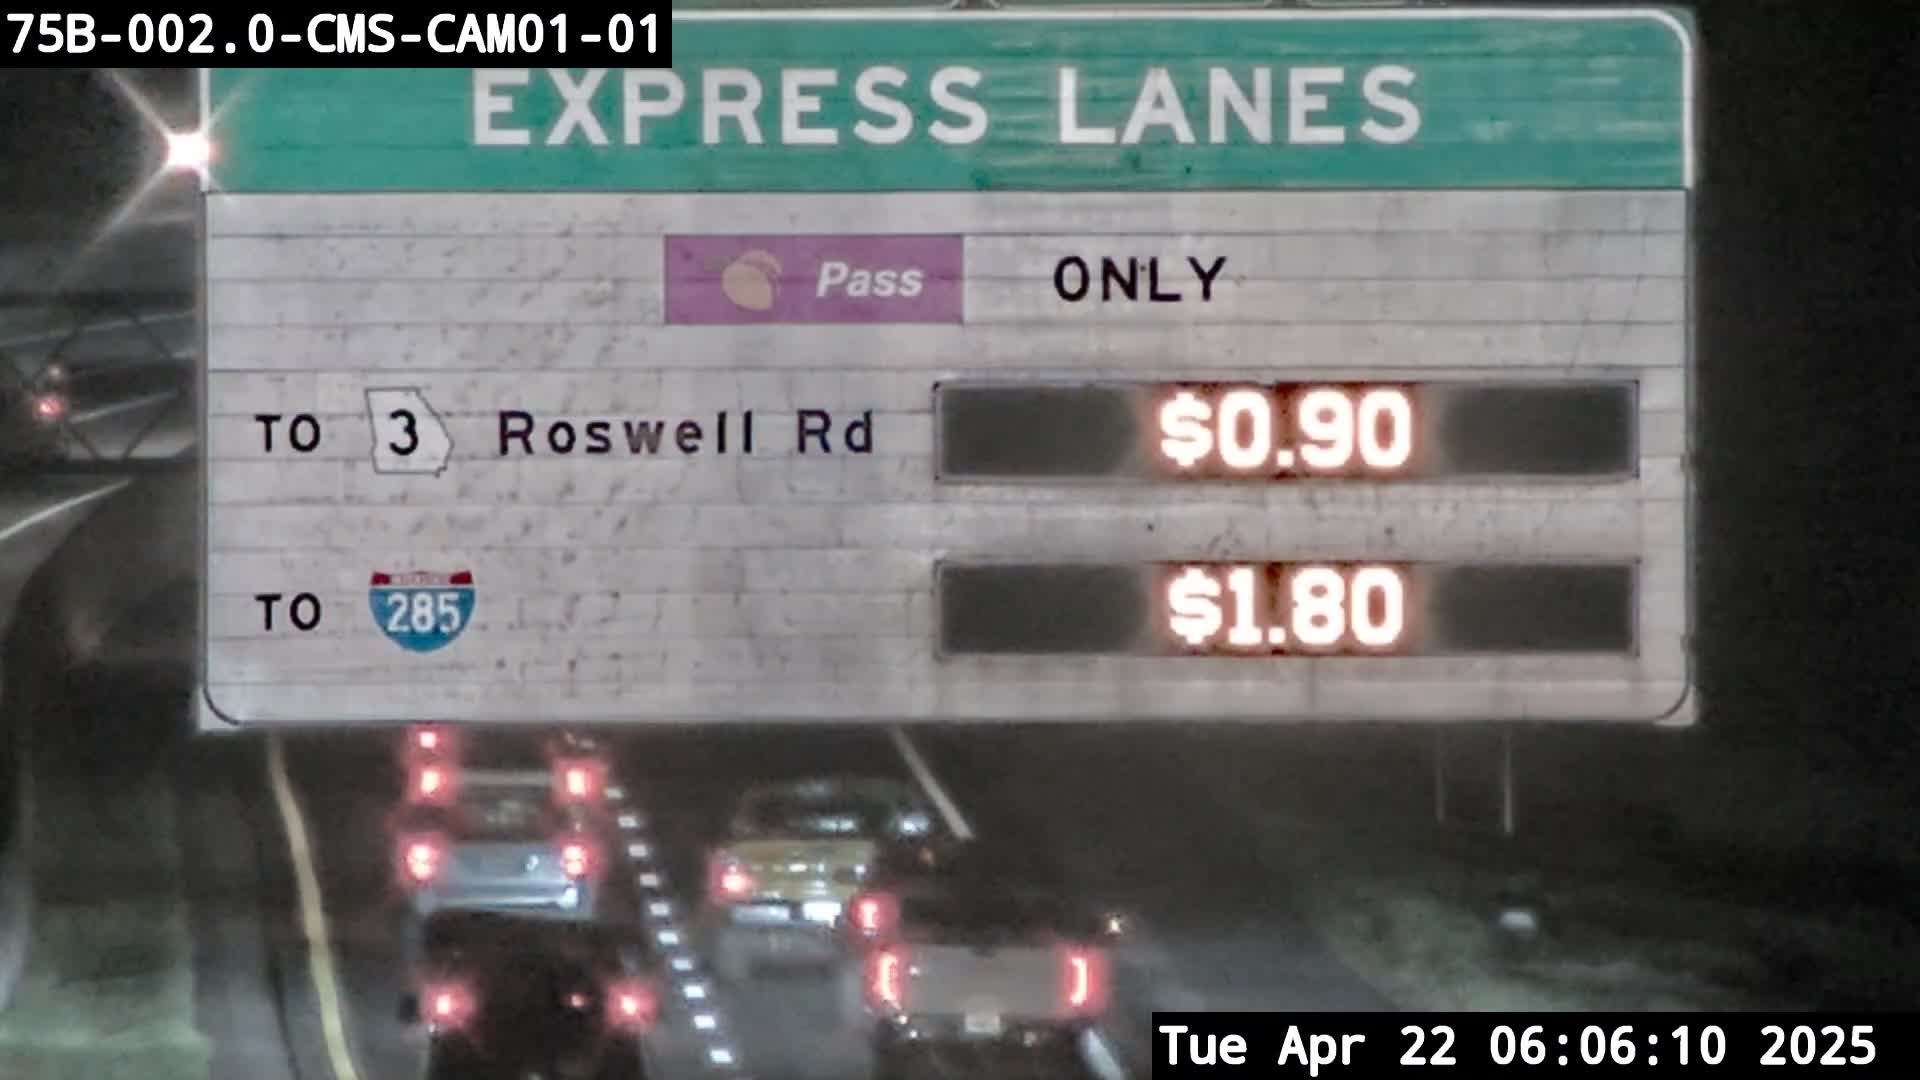 75B-002.0-CMS-CAM01-01
EXPRESS LANES
Pass ONLY
TO 3 Roswell Rd $0.90
TO 285 $1.80
Tue Apr 22 06:06:10 2025